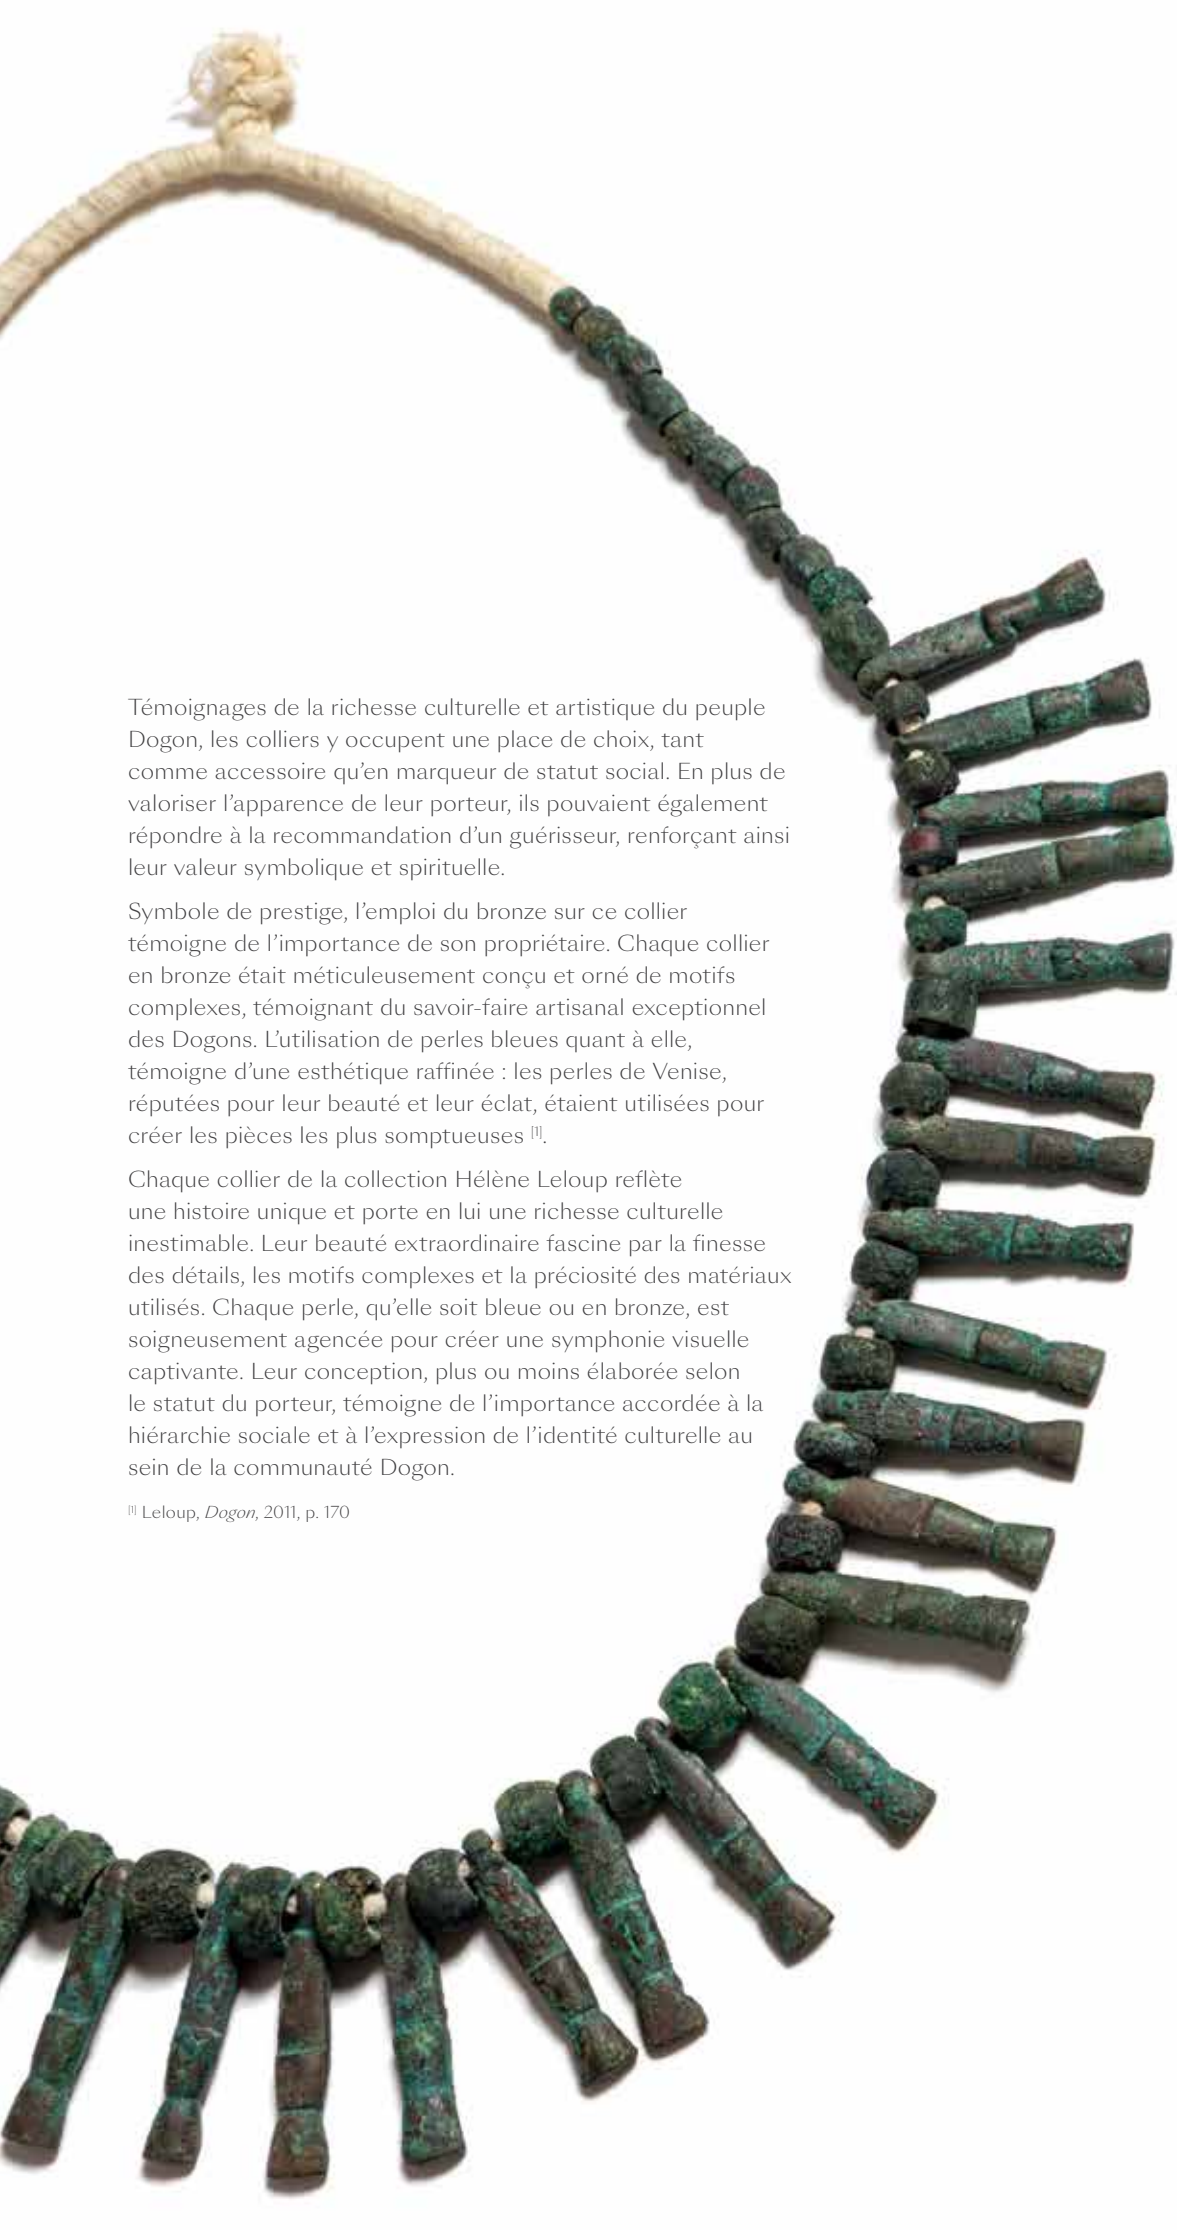 Témoignages de la richesse culturelle et artistique du peuple
Dogon, les colliers y occupent une place de choix, tant
comme accessoire qu’en marqueur de statut social. En plus de
valoriser l’apparence de leur porteur, ils pouvaient également
répondre à la recommandation d’un guérisseur, renforçant ainsi
leur valeur symbolique et spirituelle.
Symbole de prestige, l’emploi du bronze sur ce collier
témoigne de l’importance de son propriétaire. Chaque collier
en bronze était méticuleusement conçu et orné de motifs
complexes, témoignant du savoir-faire artisanal exceptionnel
des Dogons. L’utilisation de perles bleues quant à elle,
témoigne d’une esthétique raffinée : les perles de Venise,
réputées pour leur beauté et leur éclat, étaient utilisées pour
créer les pièces les plus somptueuses [1].
Chaque collier de la collection Hélène Leloup reflète
une histoire unique et porte en lui une richesse culturelle
inestimable. Leur beauté extraordinaire fascine par la finesse
des détails, les motifs complexes et la préciosité des matériaux
utilisés. Chaque perle, qu’elle soit bleue ou en bronze, est
soigneusement agencée pour créer une symphonie visuelle
captivante. Leur conception, plus ou moins élaborée selon
le statut du porteur, témoigne de l’importance accordée à la
hiérarchie sociale et à l’expression de l’identité culturelle au
sein de la communauté Dogon.
[1] Leloup, Dogon, 2011, p. 170